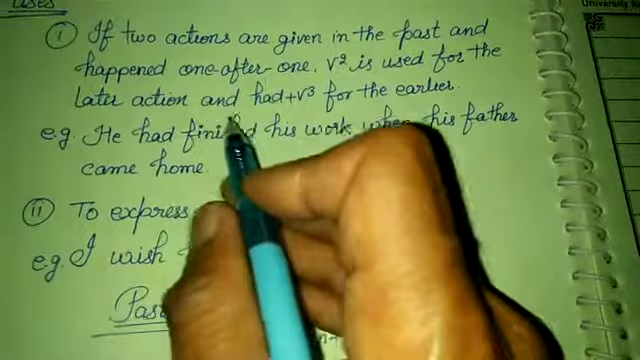 Uses
(i) If two actions are given in the past and
happened one-after-one. V2 is used for the
later action and had+V3 for the earlier.
e.g. He had his work when his father
came home.
(ii) To express
e.g. I wish
University